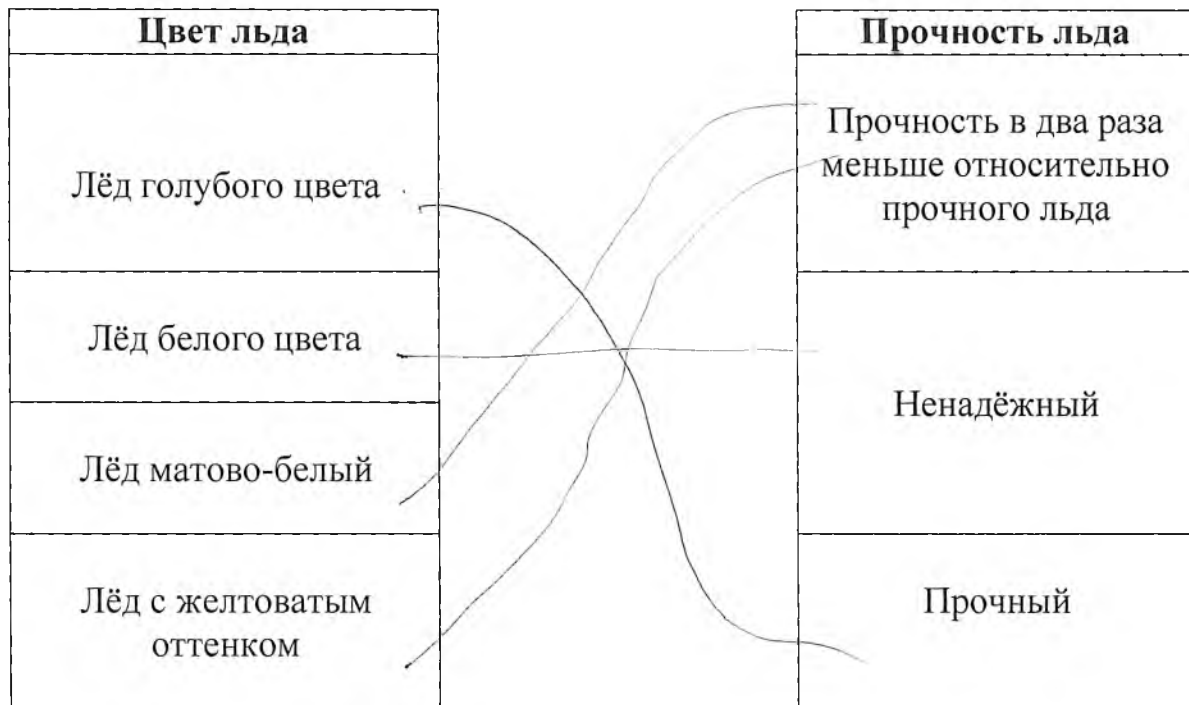 Цвет льда
Лёд голубого цвета
Лёд белого цвета
Лёд матово-белый
Лёд с желтоватым
оттенком
Прочность льда
Прочность в два раза
меньше относительно
прочного льда
Ненадёжный
Прочный